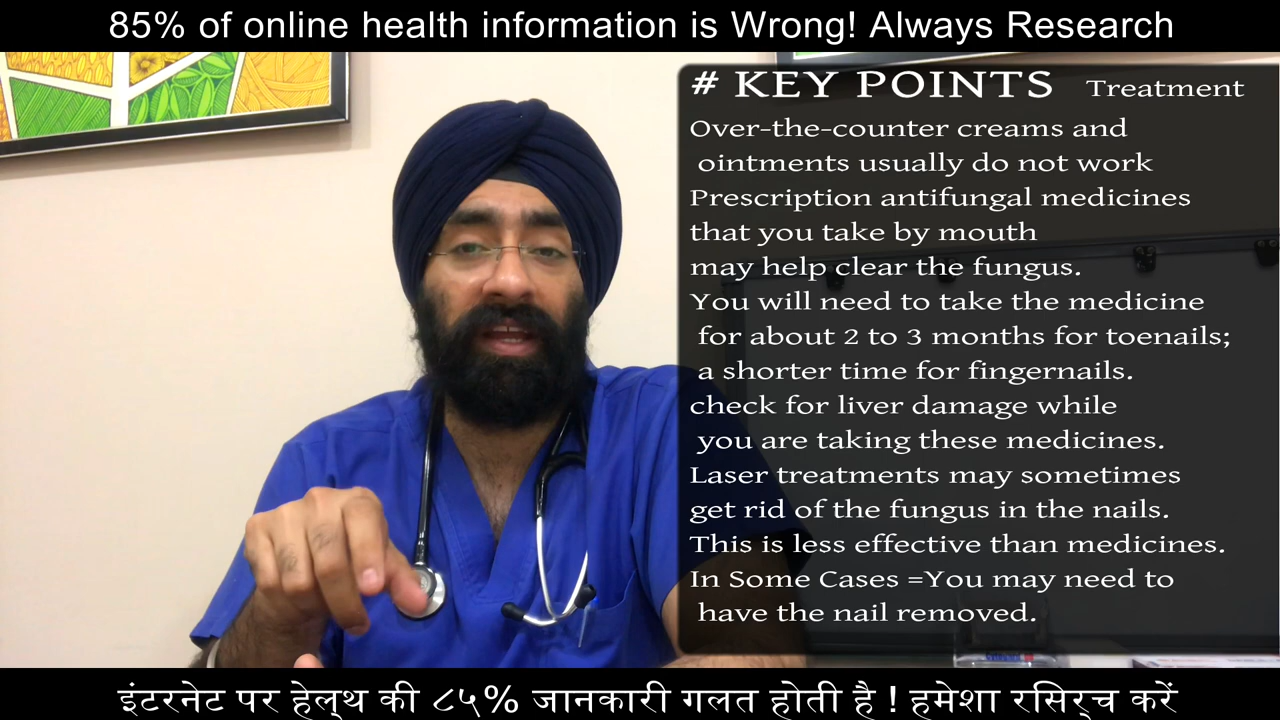 85% of online health information is Wrong! Always Research
# KEY POINTS Treatment
Over-the-counter creams and
ointments usually do not work
Prescription antifungal medicines
that you take by mouth
may help clear the fungus.
You will need to take the medicine
for about 2 to 3 months for toenails;
a shorter time for fingernails.
check for liver damage while
you are taking these medicines.
Laser treatments may sometimes
get rid of the fungus in the nails.
This is less effective than medicines.
In Some Cases =You may need to
have the nail removed.
इंटरनेट पर हेल्थ की ८५% जानकारी गलत होती है ! हमेशा रसिर्च करें